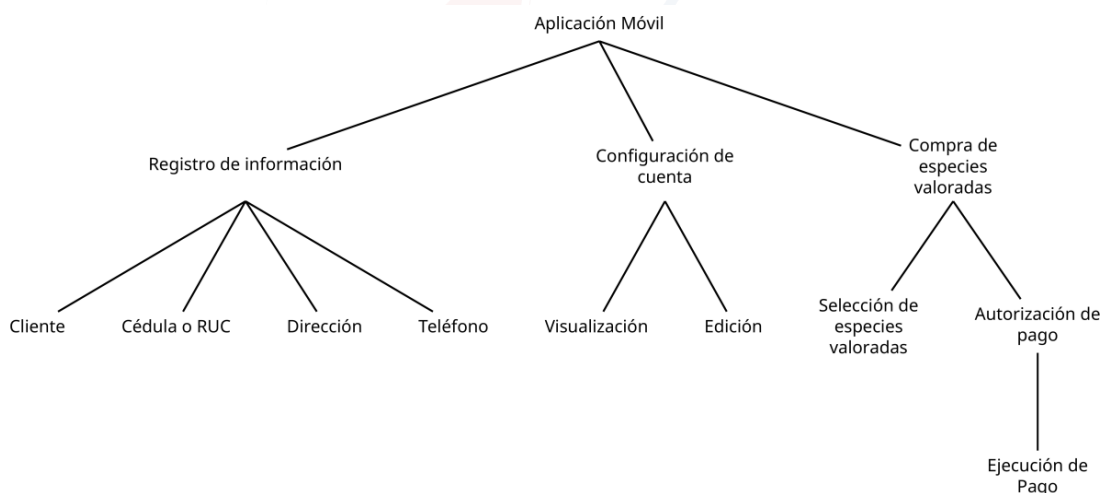 Aplicación Móvil
Registro de información
Configuración de
cuenta
Compra de
especies
valoradas
Cliente
Cédula o RUC
Dirección
Teléfono
Visualización
Edición
Selección de
especies
valoradas
Autorización de
pago
Ejecución de
Pago